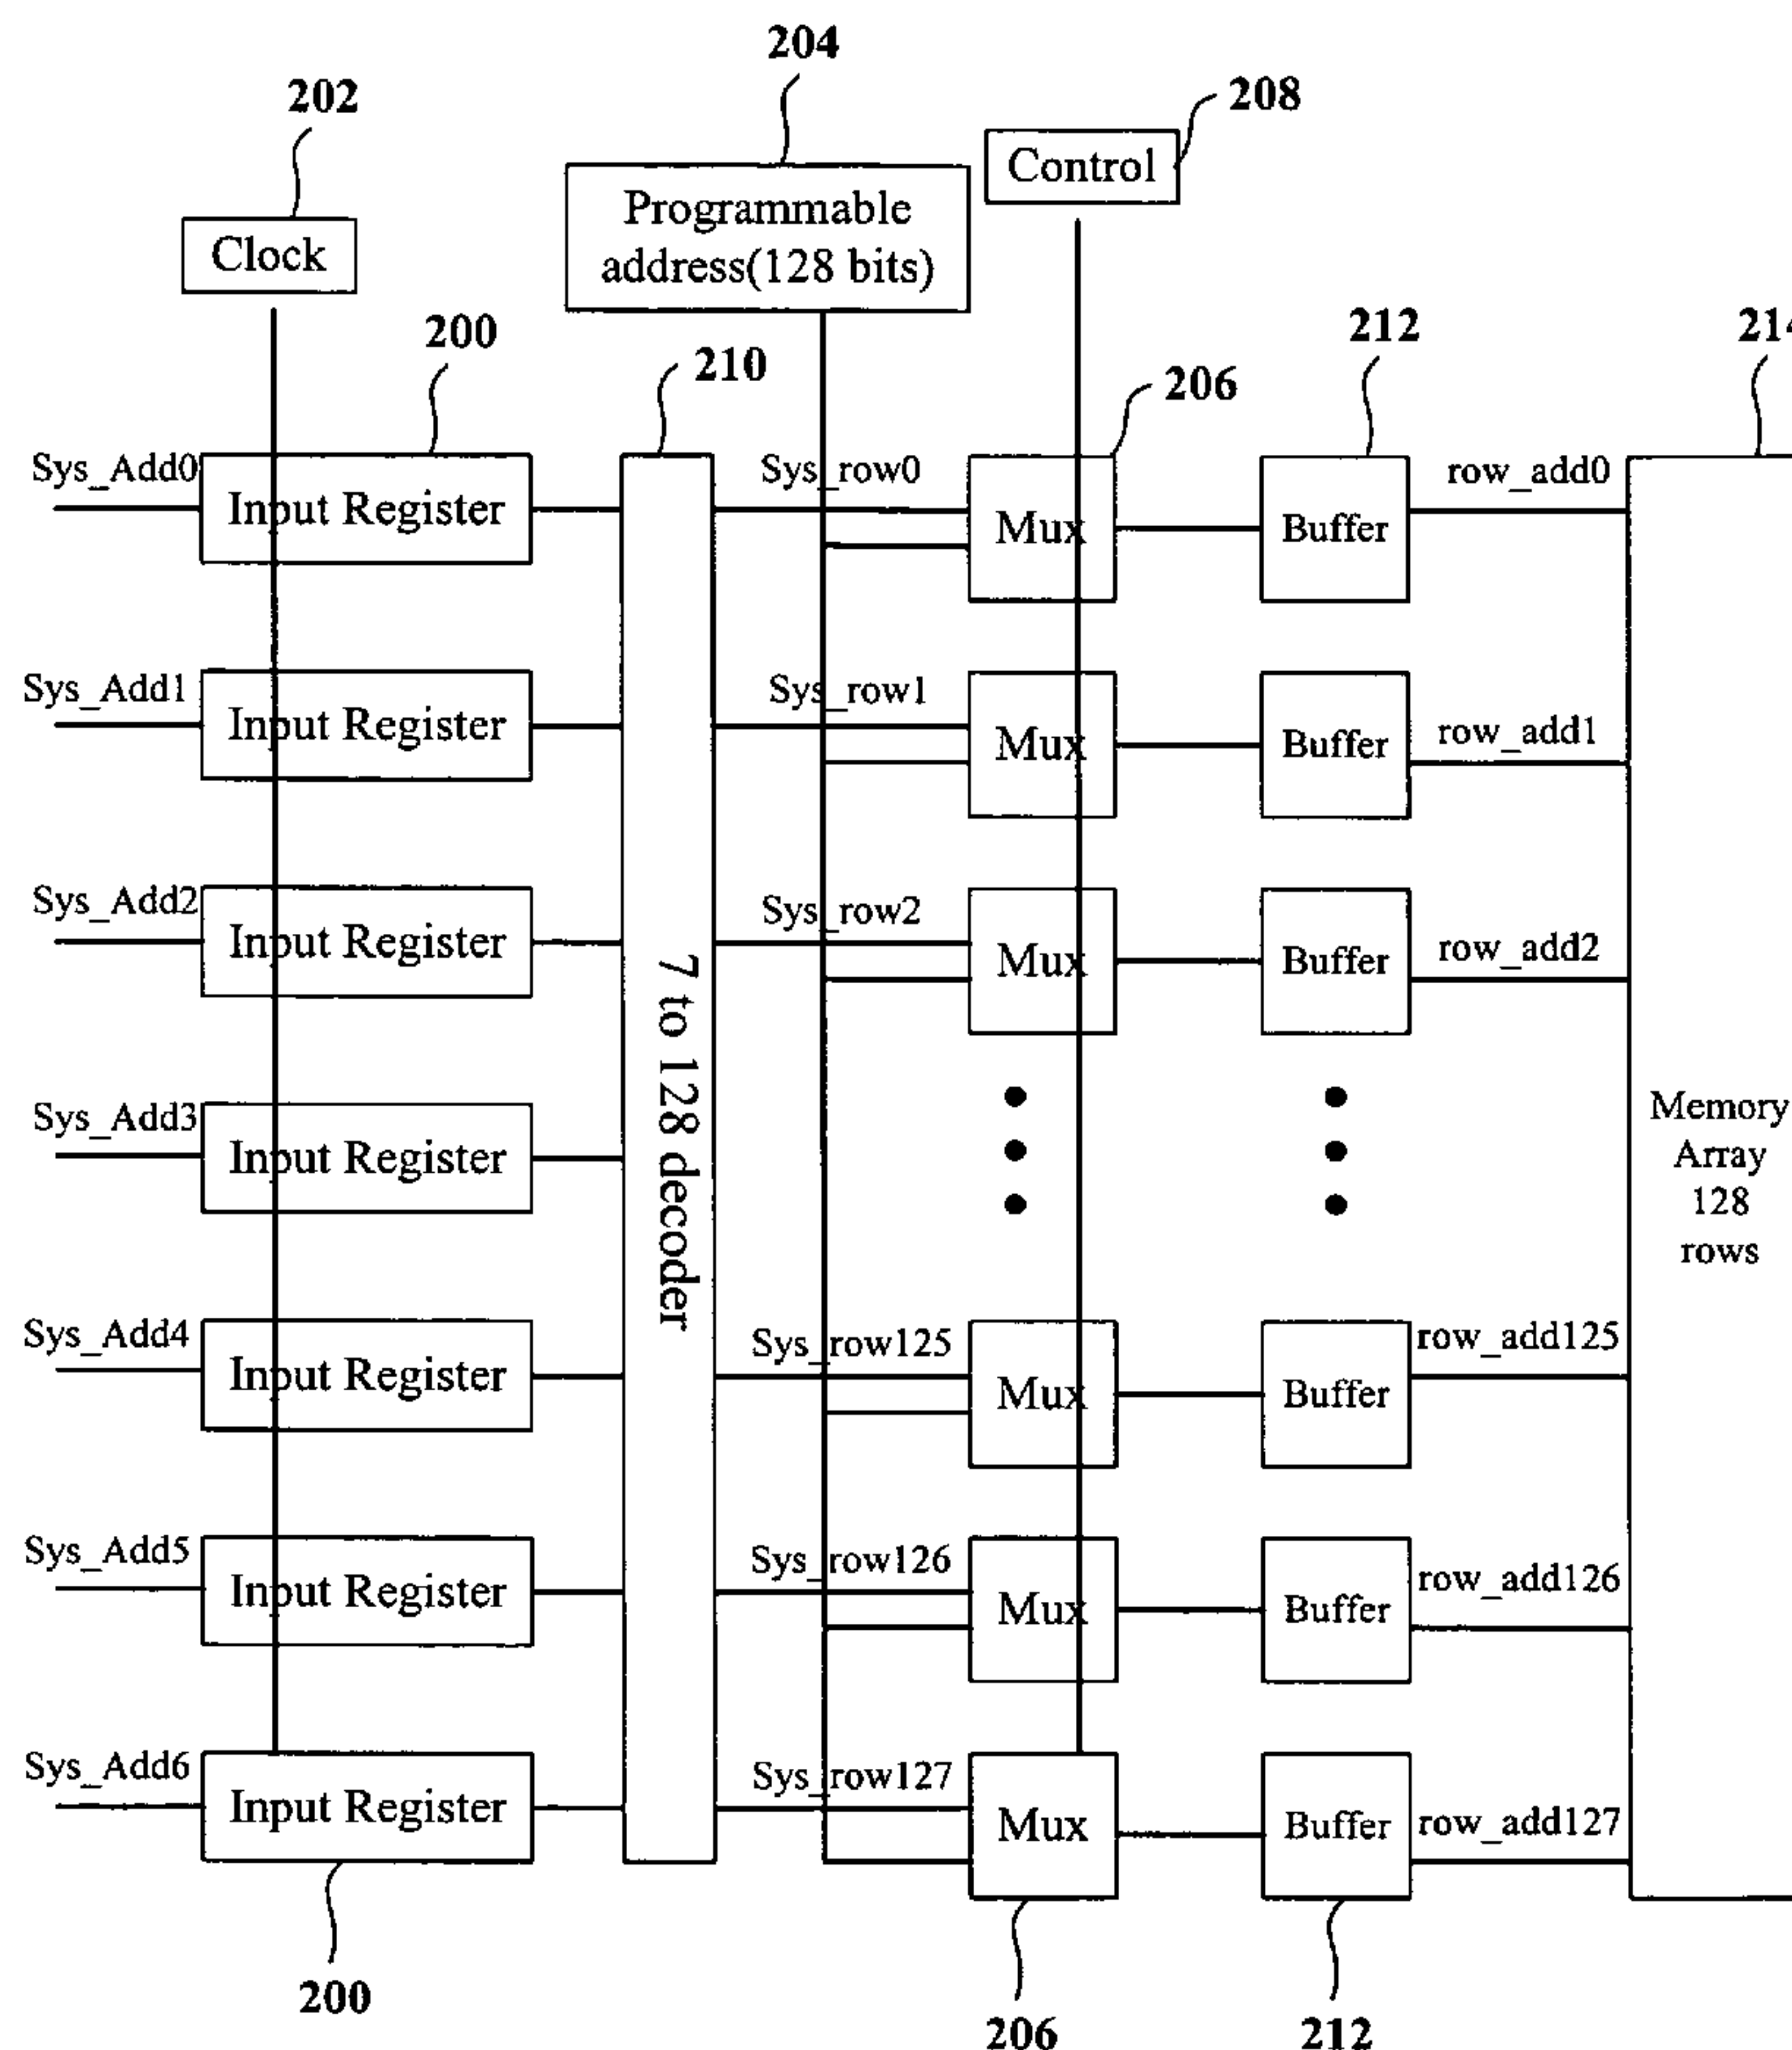 204
202
208
Control
Programmable
address(128 bits)
Clock
200
210
212
214
206
Sys_Add0
Input Register
Sys_row0
Mux
Buffer
row_add0
Sys_Add1
Input Register
Sys_row1
Mux
Buffer
row_add1
Sys_Add2
Input Register
Sys_row2
Mux
Buffer
row_add2
7 to 128 decoder
Sys_Add3
Input Register
Memory
Array
128
rows
Sys_Add4
Input Register
Sys_row125
Mux
Buffer
row_add125
Sys_Add5
Input Register
Sys_row126
Mux
Buffer
row_add126
Sys_Add6
Input Register
Sys_row127
Mux
Buffer
row_add127
200
206
212